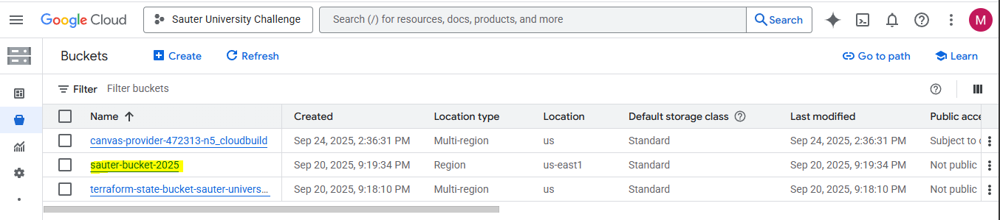 Google Cloud Sauter University Challenge Search (/) for resources, docs, products, and more Search M
Buckets Create Refresh Go to path Learn
Filter Filter buckets
Name Created Location type Location Default storage class Last modified Public acce
canvas-provider-472313-n5_cloudbuild Sep 24, 2025, 2:36:31 PM Multi-region us Standard Sep 24, 2025, 2:36:31 PM Subject to o
sauter-bucket-2025 Sep 20, 2025, 9:19:34 PM Region us-east1 Standard Sep 20, 2025, 9:19:34 PM Not public
terraform-state-bucket-sauter-univers... Sep 20, 2025, 9:18:10 PM Multi-region us Standard Sep 20, 2025, 9:18:10 PM Not public